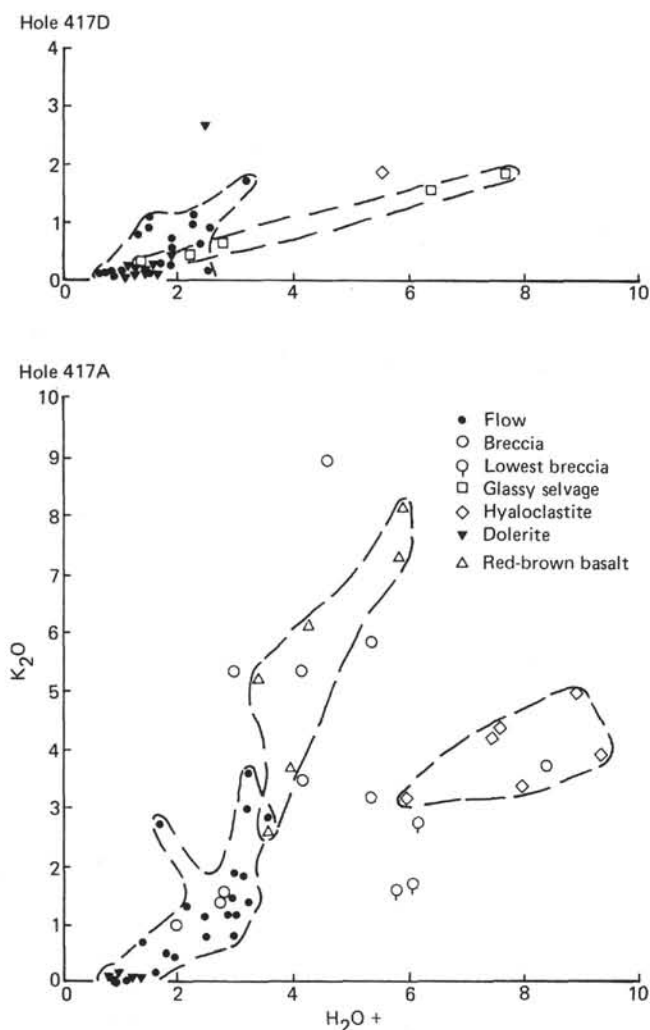 Hole 417D
4
3
2
1
0
0 2 4 6 8 10
Hole 417A
10
9
8
7
6
5
4
3
2
1
0
K2O
Flow
Breccia
Lowest breccia
Glassy selvage
Hyaloclastite
Dolerite
Red-brown basalt
0 2 4 6 8 10
H2O +